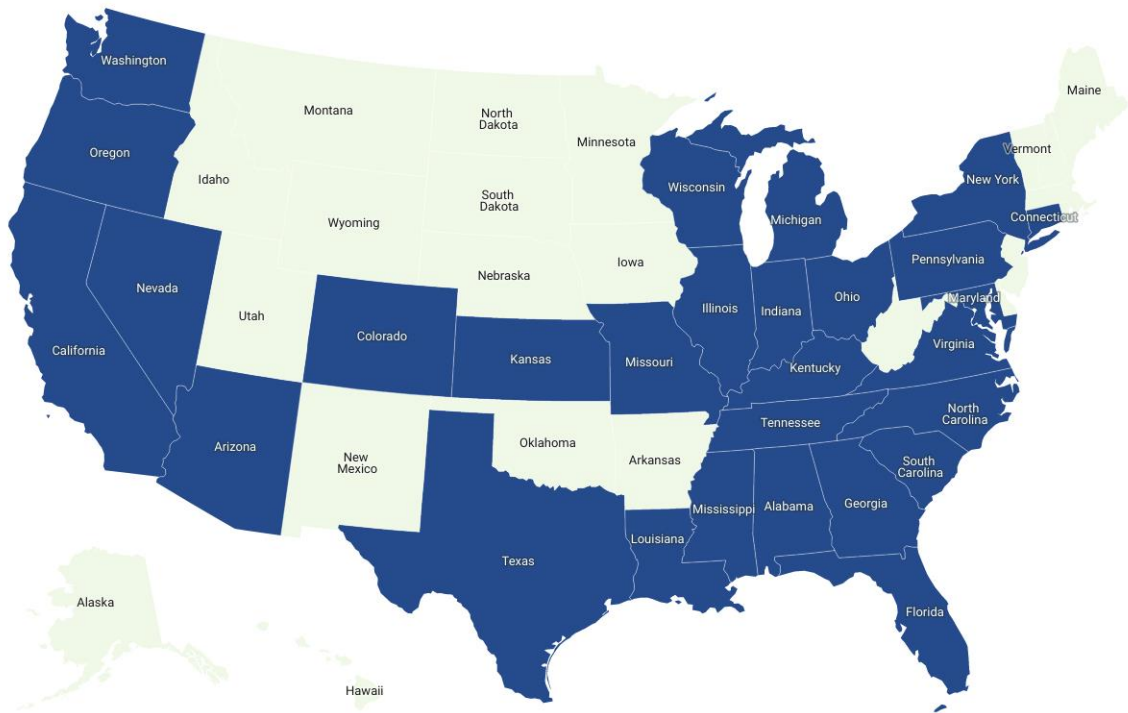 Washington
Montana
North
Dakota
Minnesota
Maine
Vermont
Oregon
Idaho
Wisconsin
New York
South
Dakota
Michigan
Connecticut
Wyoming
Iowa
Pennsylvania
Nebraska
Nevada
Ohio
Maryland
Utah
Illinois
Indiana
Colorado
California
Kansas
Missouri
Kentucky
Virginia
North
Carolina
Tennessee
Arizona
Oklahoma
New
Mexico
Arkansas
South
Carolina
Mississippi
Alabama
Georgia
Louisiana
Texas
Alaska
Florida
Hawaii